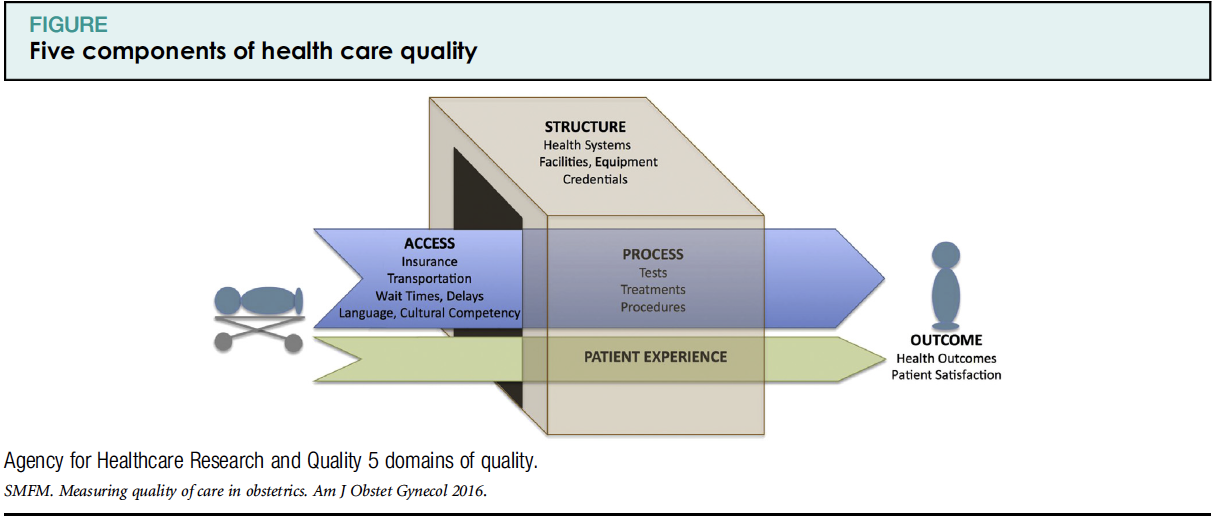 FIGURE
Five components of health care quality
STRUCTURE
Health Systems
Facilities, Equipment
Credentials
ACCESS
Insurance
Transportation
Wait Times, Delays
Language, Cultural Competency
PROCESS
Tests
Treatments
Procedures
PATIENT EXPERIENCE
OUTCOME
Health Outcomes
Patient Satisfaction
Agency for Healthcare Research and Quality 5 domains of quality.
SMFM. Measuring quality of care in obstetrics. Am J Obstet Gynecol 2016.